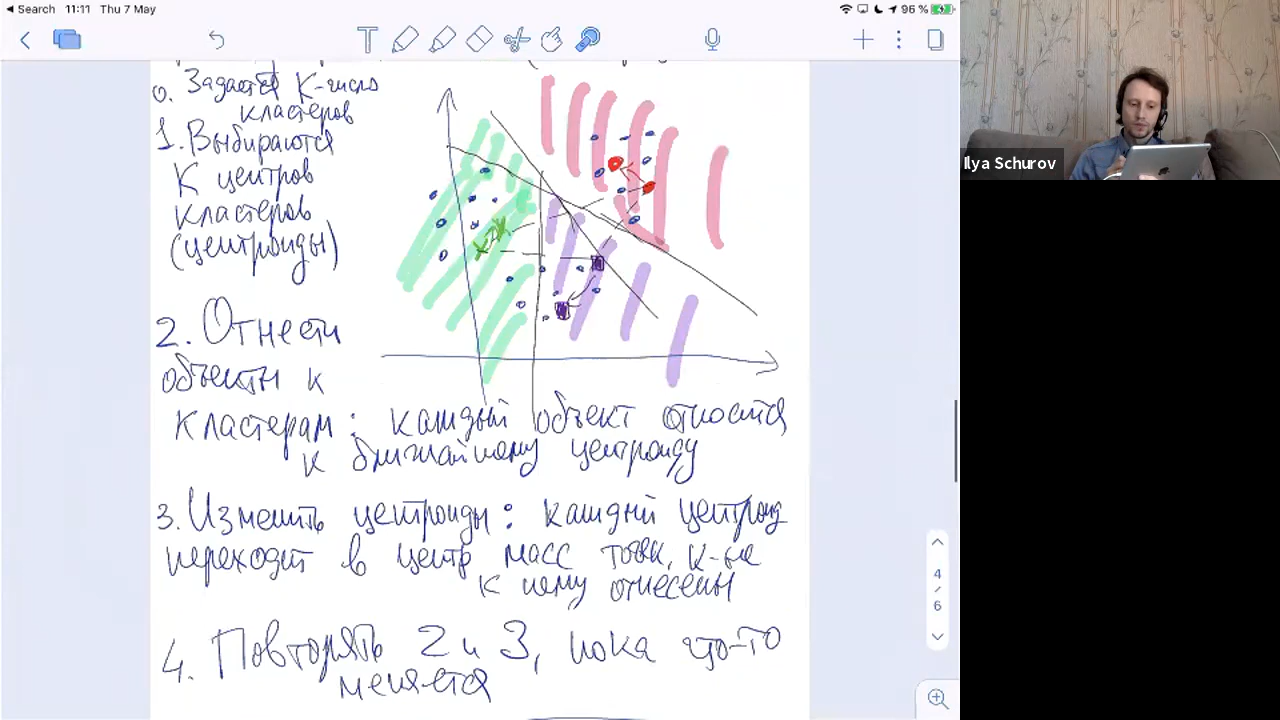 Search 11:11 Thu 7 May
96 %
T
0. Задаётся К-число
кластеров
1. Выбираются
К центров
кластеров
(центроиды)
2. Отнести
объекты к
кластерам: каждый объект относится
к ближайшему центроиду
3. Изменить центроиды: каждый центроид
переходит в центр масс точек, к-ые
к нему отнесены
4. Повторять 2 и 3, пока что-то
меняется
4
/
6
Ilya Schurov